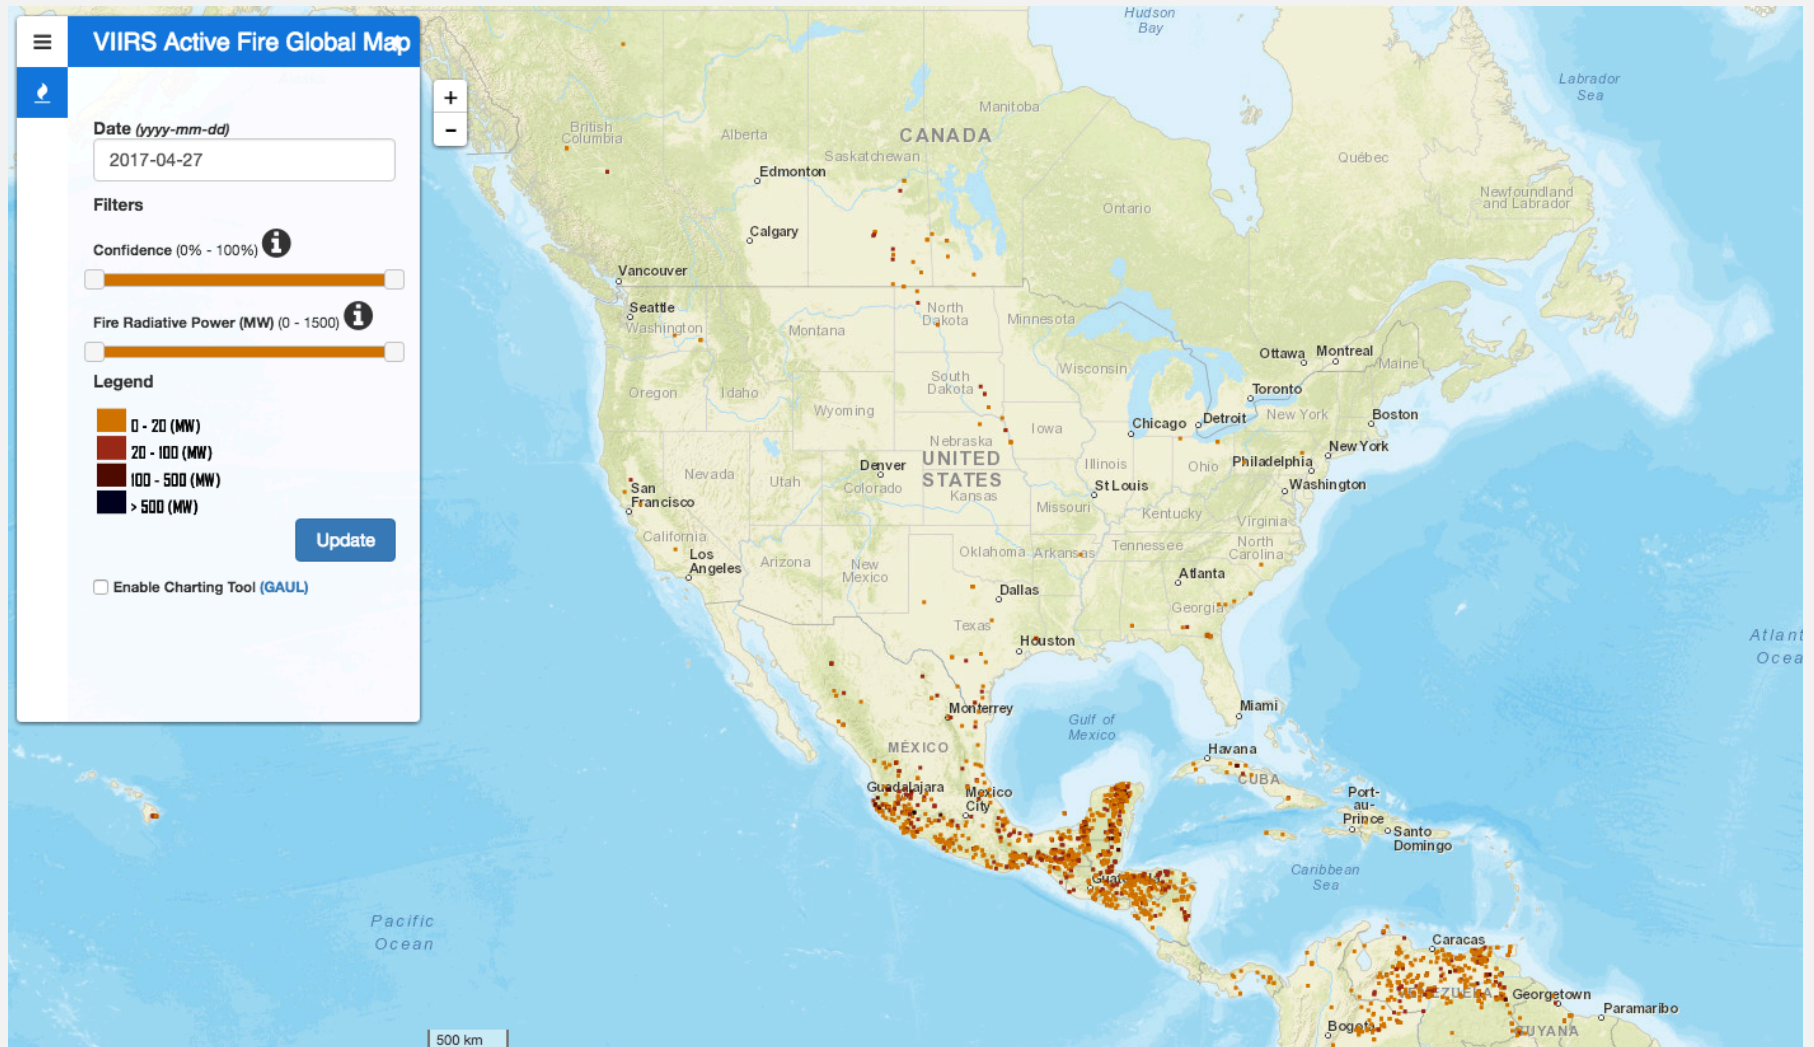 VIIRS Active Fire Global Map
Date (yyyy-mm-dd)
2017-04-27
Filters
Confidence (0% - 100%)
Fire Radiative Power (MW) (0 - 1500)
Legend
0 - 20 (MW)
20 - 100 (MW)
100 - 500 (MW)
> 500 (MW)
Update
Enable Charting Tool (GAUL)
+
-
Hudson
Bay
Labrador
Sea
Manitoba
British
Columbia
Alberta
CANADA
Saskatchewan
Québec
Edmonton
Newfoundland
and Labrador
Ontario
Calgary
Vancouver
Seattle
Washington
Montana
North
Dakota
Minnesota
Ottawa
Montreal
Maine
Wisconsin
South
Dakota
Oregon
Idaho
Toronto
Wyoming
Chicago
Detroit
New York
Boston
Iowa
Nebraska
New York
UNITED
STATES
Denver
Colorado
Nevada
Utah
Kansas
Illinois
Ohio
Philadelphia
Washington
St Louis
San
Francisco
Missouri
Kentucky
Virginia
California
Los
Angeles
Arizona
New
Mexico
Oklahoma
Arkansas
Tennessee
North
Carolina
Atlanta
Dallas
Georgia
Texas
Houston
Atlant
Ocea
Monterrey
Gulf of
Mexico
Miami
MÉXICO
Havana
CUBA
Guadalajara
Mexico
City
Port-
au-
Prince
Santo
Domingo
Caribbean
Sea
Pacific
Ocean
Caracas
VENEZUELA
Georgetown
Paramaribo
GUYANA
500 km